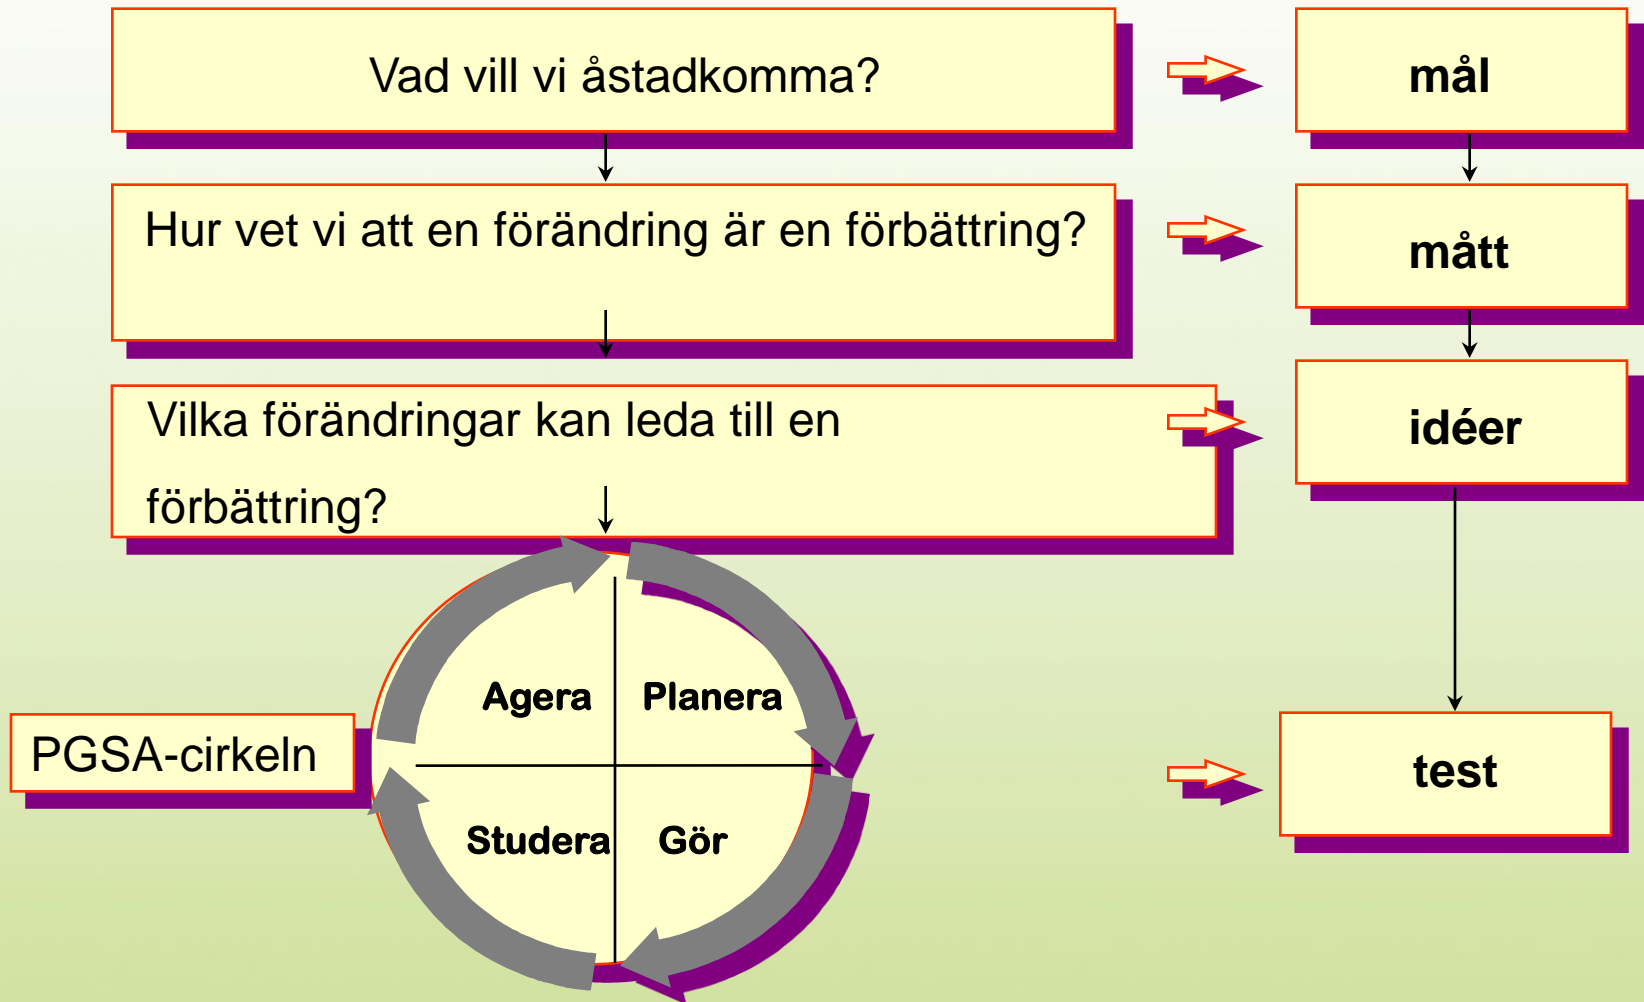 Vad vill vi åstadkomma?
mål
Hur vet vi att en förändring är en förbättring?
mått
Vilka förändringar kan leda till en
förbättring?
idéer
Agera
Planera
PGSA-cirkeln
Studera
Gör
test